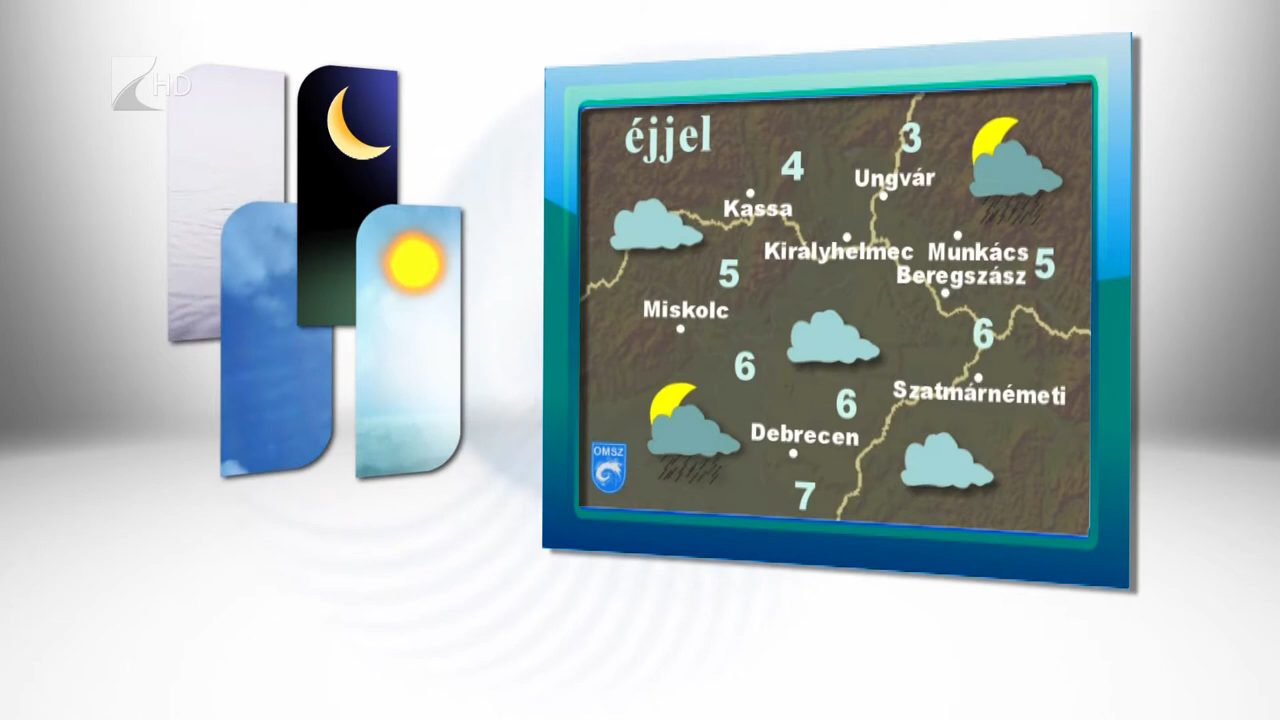 HD
éjjel
3
4
Ungvár
Kassa
Királyhelmec
Munkács
5
5
Beregszász
Miskolc
6
6
Szatmárnémeti
6
Debrecen
OMSZ
7